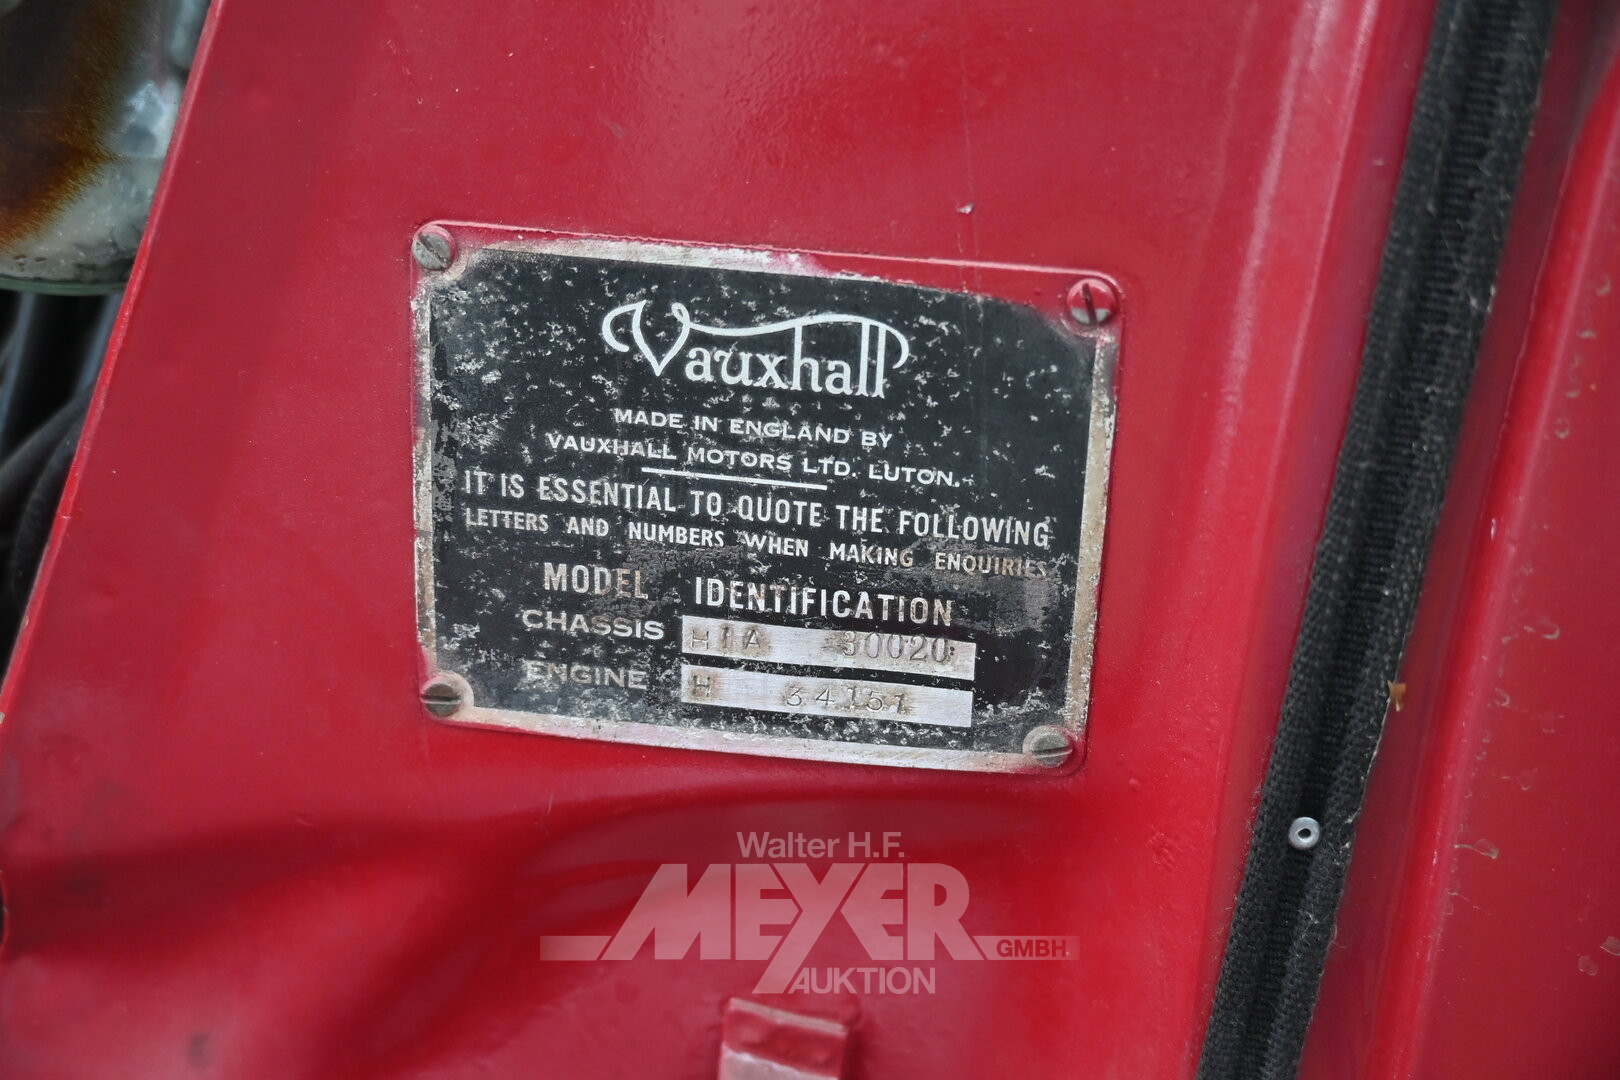 Vauxhall
MADE IN ENGLAND BY
VAUXHALL MOTORS LTD. LUTON.
IT IS ESSENTIAL TO QUOTE THE FOLLOWING
LETTERS AND NUMBERS WHEN MAKING ENQUIRIES
MODEL IDENTIFICATION
CHASSIS HIA 30020
ENGINE H 34151
Walter H.F.
MEYER GMBH
AUKTION